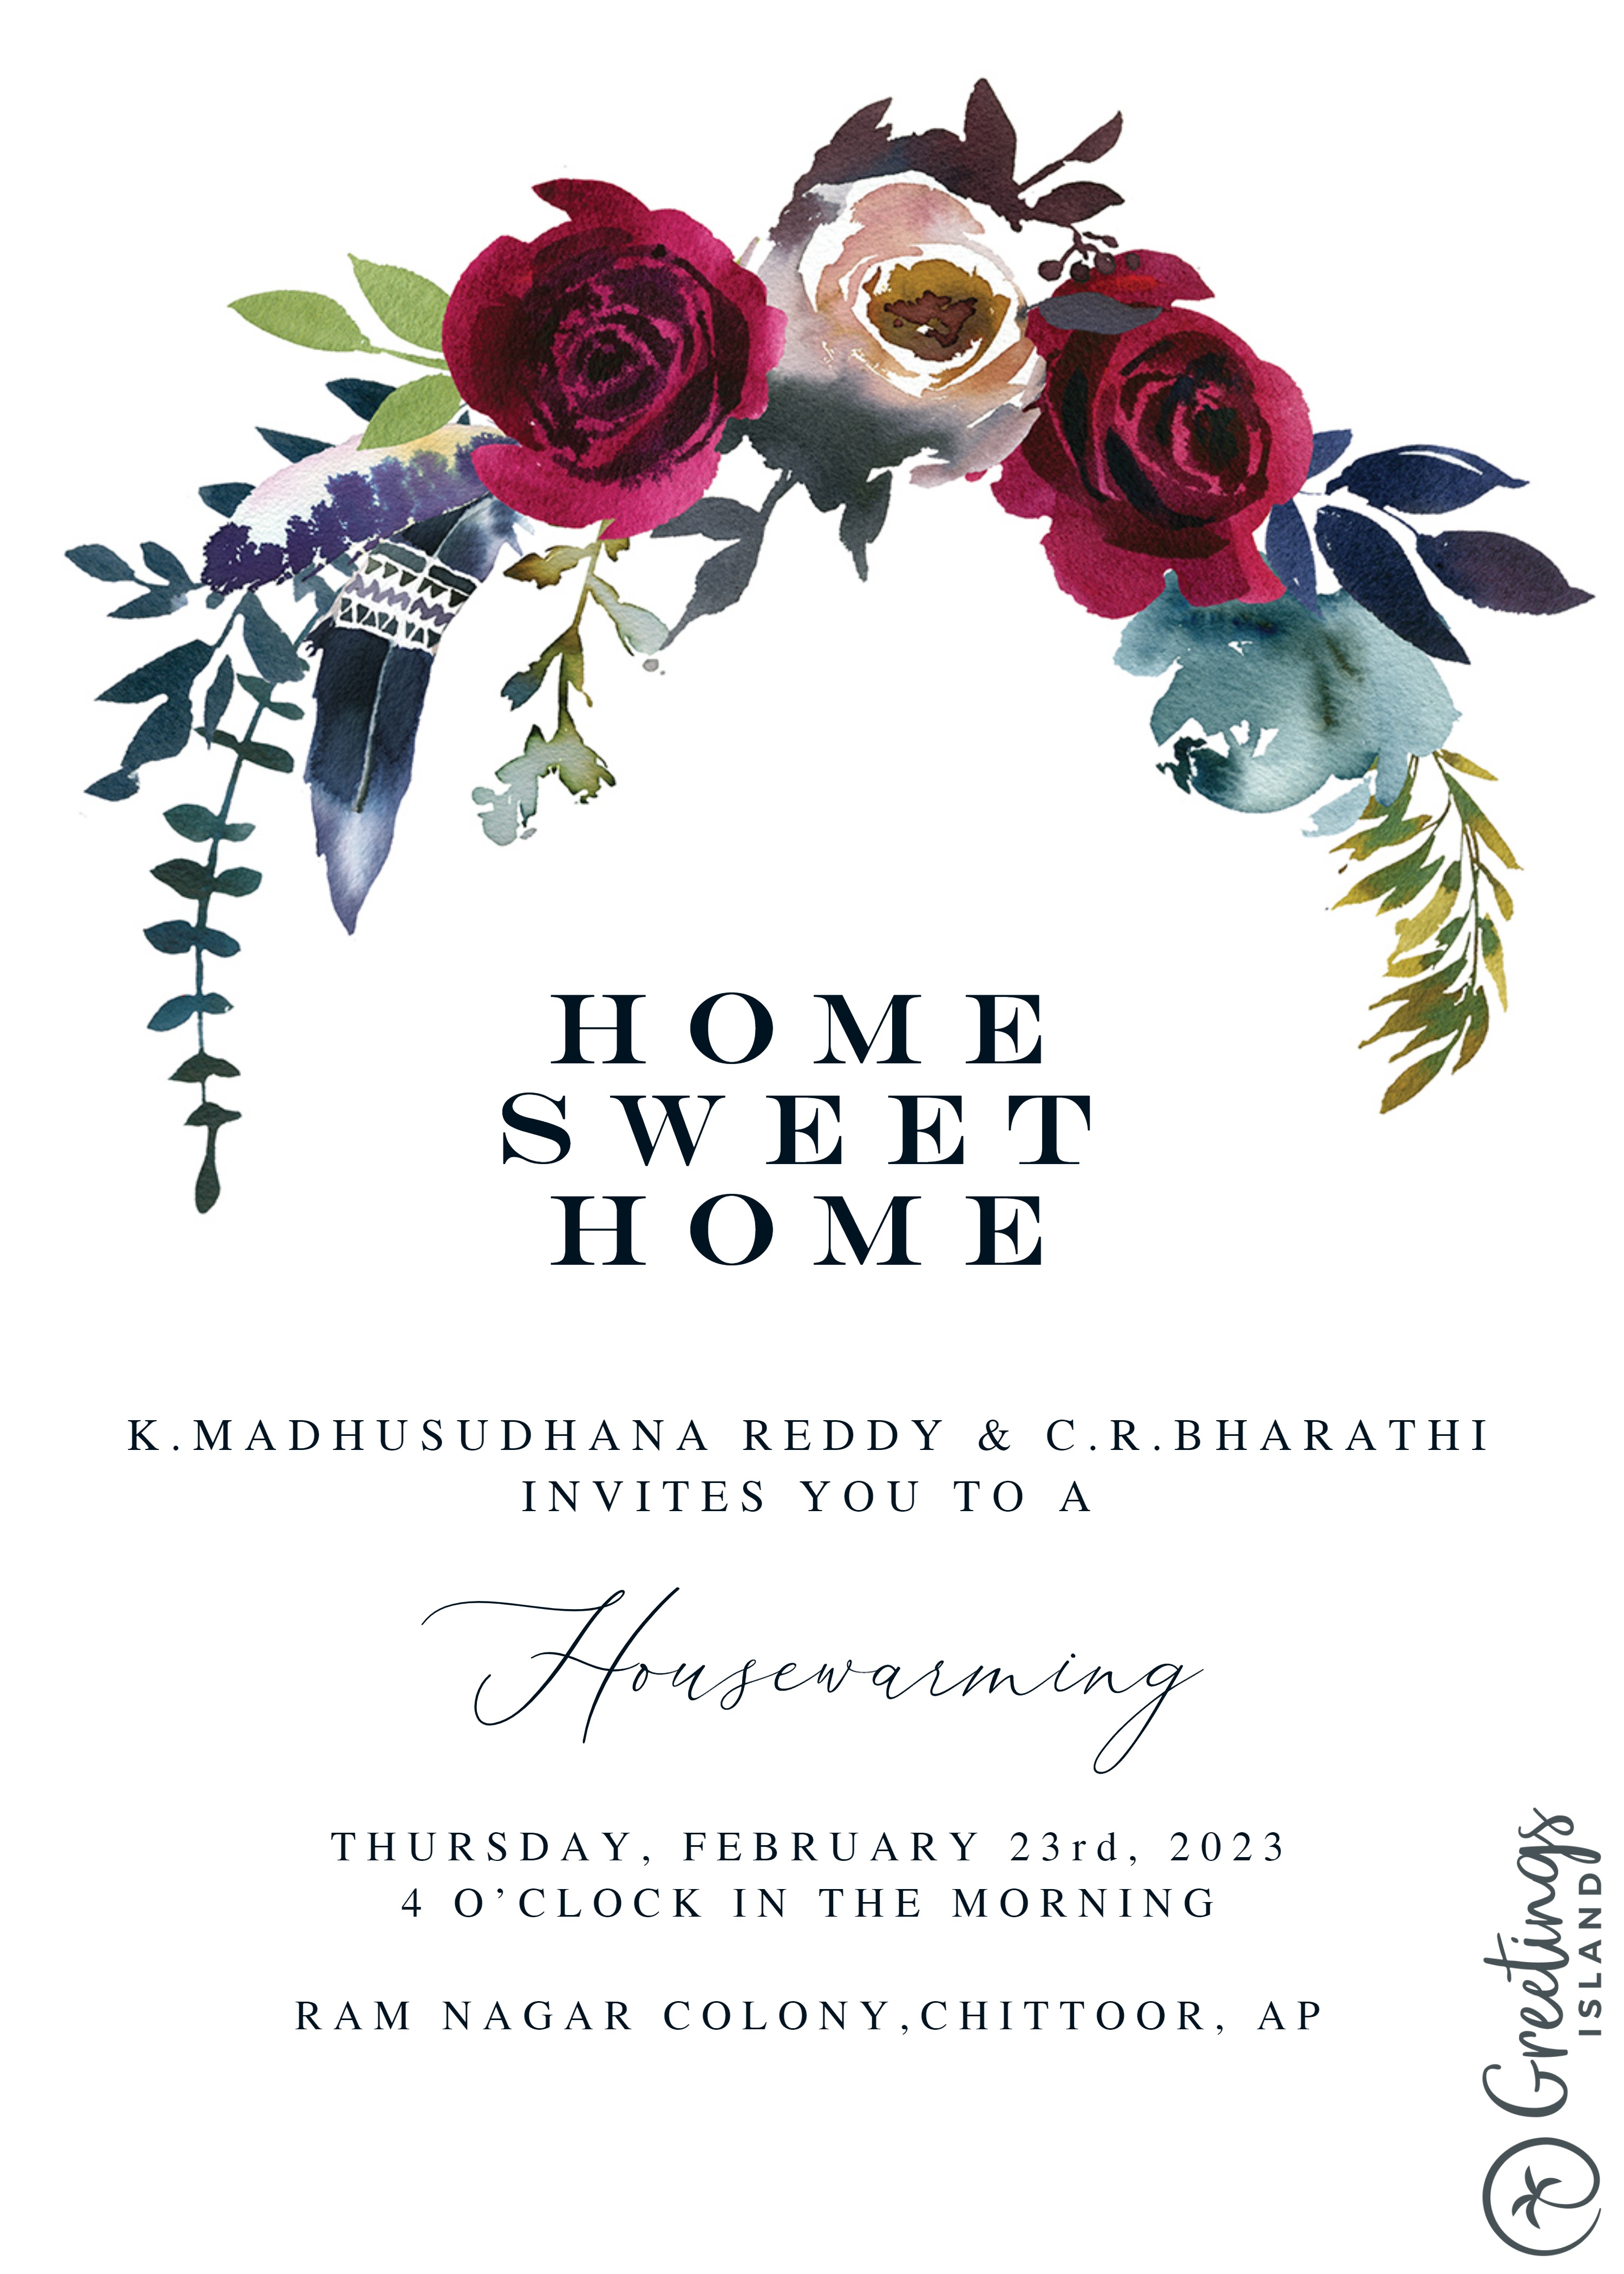 HOME
SWEET
HOME
K.MADHUSUDHANA REDDY & C.R.BHARATHI
INVITES YOU TO A
Housewarming
THURSDAY, FEBRUARY 23rd, 2023
4 O’CLOCK IN THE MORNING
RAM NAGAR COLONY,CHITTOOR, AP
Greetings
ISLAND